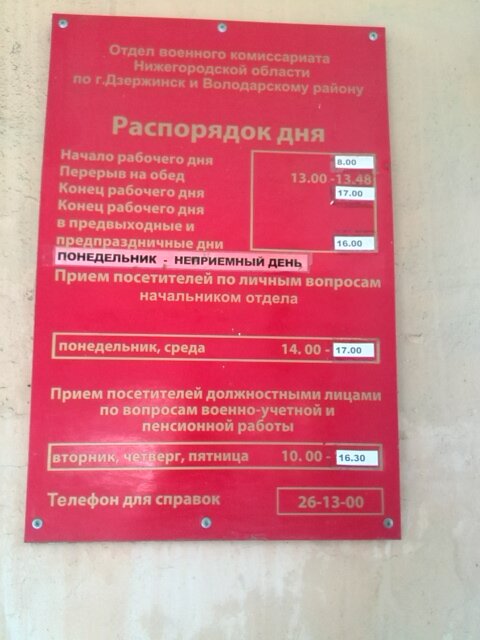 Отдел военного комиссариата
Нижегородской области
по г.Дзержинск и Володарскому району
Распорядок дня
Начало рабочего дня 8.00
Перерыв на обед 13.00 -13.48
Конец рабочего дня 17.00
Конец рабочего дня
в предвыходные и
предпраздничные дни 16.00
ПОНЕДЕЛЬНИК - НЕПРИЕМНЫЙ ДЕНЬ
Прием посетителей по личным вопросам
начальником отдела
понедельник, среда 14. 00 - 17.00
Прием посетителей должностными лицами
по вопросам военно-учетной и
пенсионной работы
вторник, четверг, пятница 10. 00 - 16.30
Телефон для справок 26-13-00